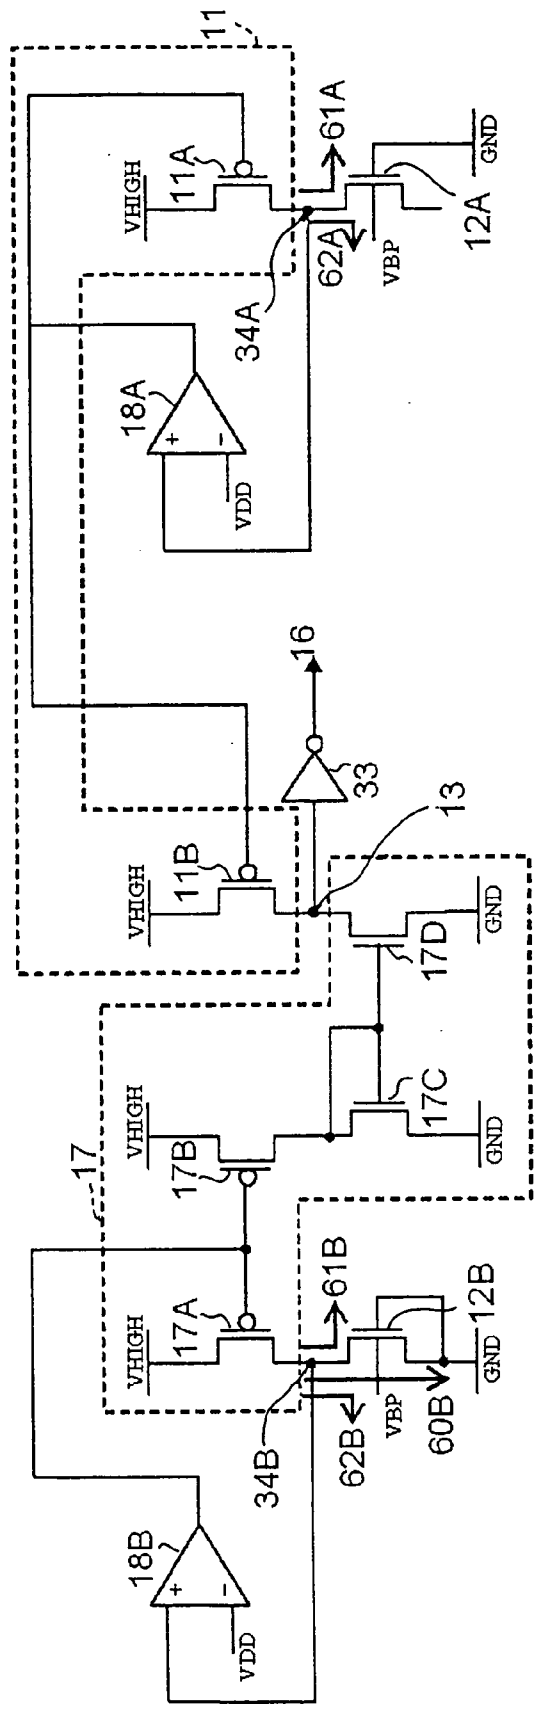 11
VHIGH
11A
61A
34A
62A
VBP
12A
GND
18A
+
−
VDD
16
33
13
VHIGH
11B
17D
GND
17
VHIGH
17B
17C
GND
VHIGH
17A
61B
34B
62B
VBP
60B
12B
GND
18B
+
−
VDD